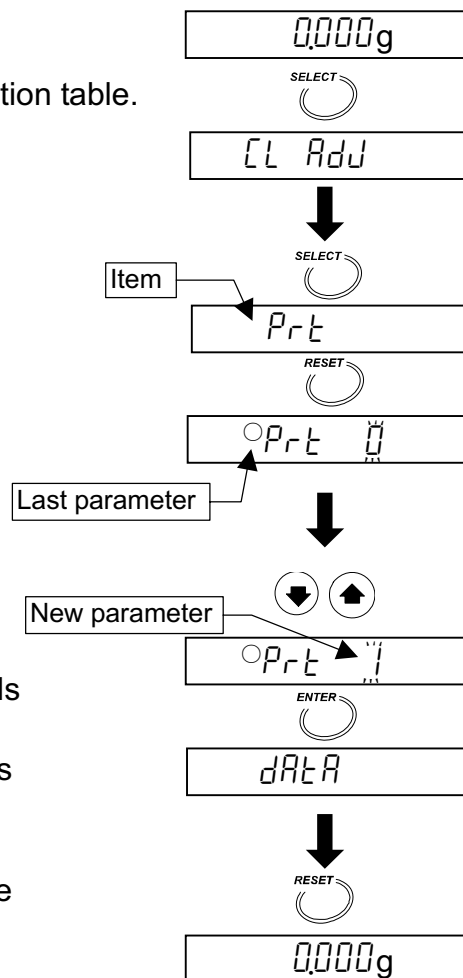 0.000g
SELECT
tion table.
CL AdJ
SELECT
Item
Prt
RESET
Prt 0
Last parameter
New parameter
Prt 1
ls
ENTER
s
dAtA
RESET
e
0.000g